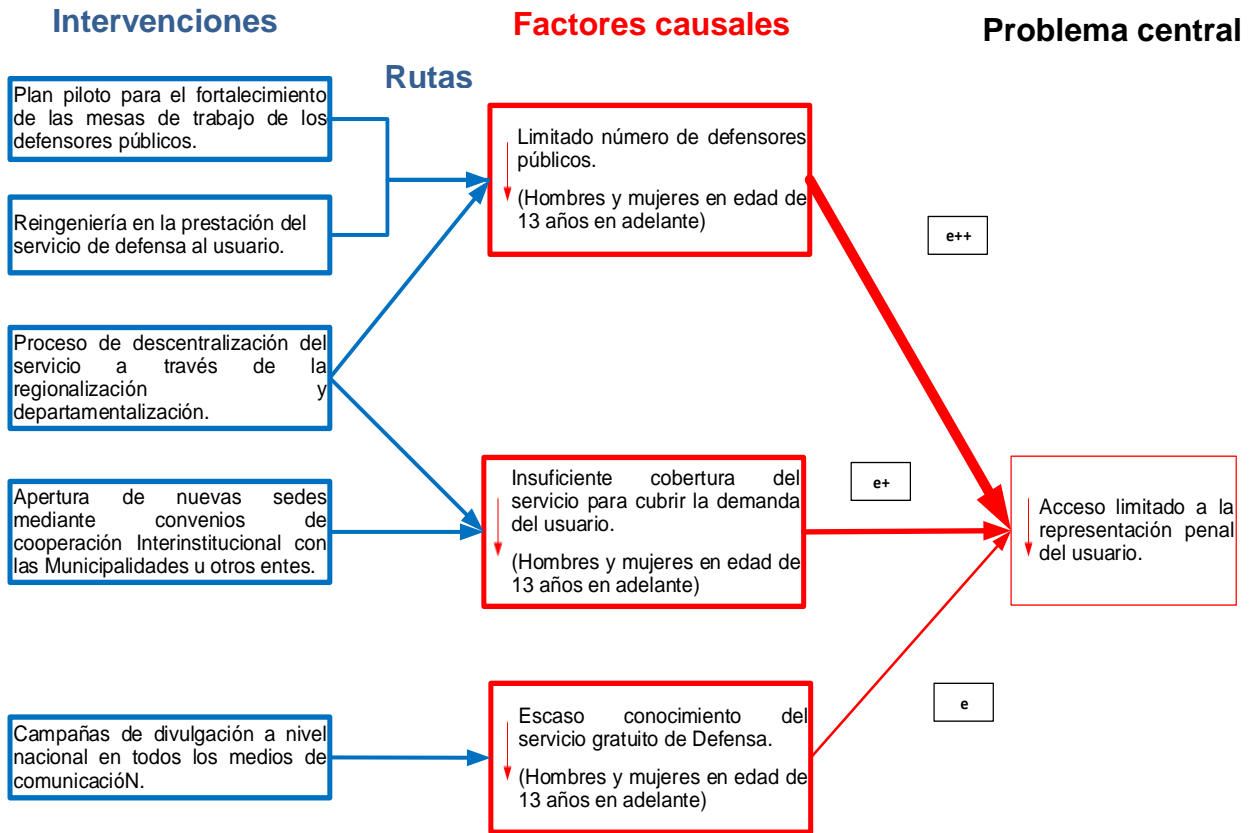 Intervenciones
Factores causales
Problema central
Rutas
Plan piloto para el fortalecimiento
de las mesas de trabajo de los
defensores públicos.
Reingeniería en la prestación del
servicio de defensa al usuario.
Proceso de descentralización del
servicio a través de la
regionalización y
departamentalización.
Apertura de nuevas sedes
mediante convenios de
cooperación Interinstitucional con
las Municipalidades u otros entes.
Campañas de divulgación a nivel
nacional en todos los medios de
comunicacióN.
Limitado número de defensores
públicos.
(Hombres y mujeres en edad de
13 años en adelante)
Insuficiente cobertura del
servicio para cubrir la demanda
del usuario.
(Hombres y mujeres en edad de
13 años en adelante)
Escaso conocimiento del
servicio gratuito de Defensa.
(Hombres y mujeres en edad de
13 años en adelante)
e++
e+
e
Acceso limitado a la
representación penal
del usuario.